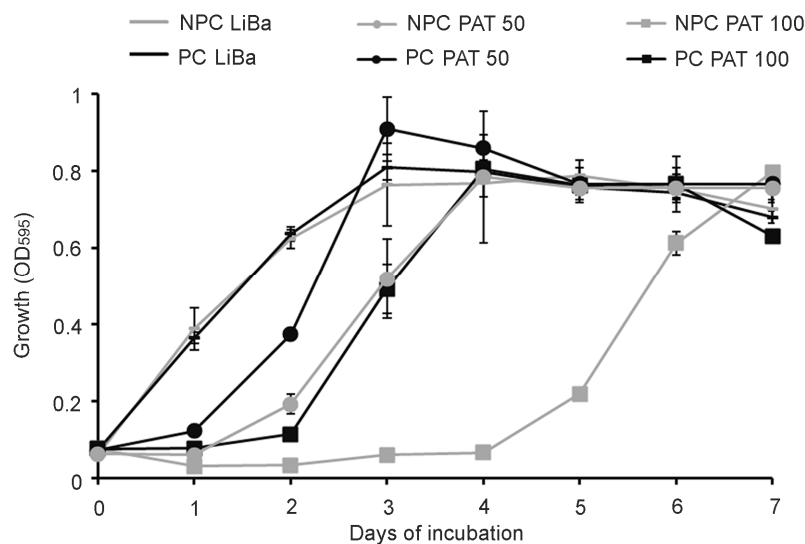 NPC LiBa NPC PAT 50 NPC PAT 100
PC LiBa PC PAT 50 PC PAT 100
1
0.8
0.6
0.4
0.2
0
Growth (OD595)
0 1 2 3 4 5 6 7
Days of incubation